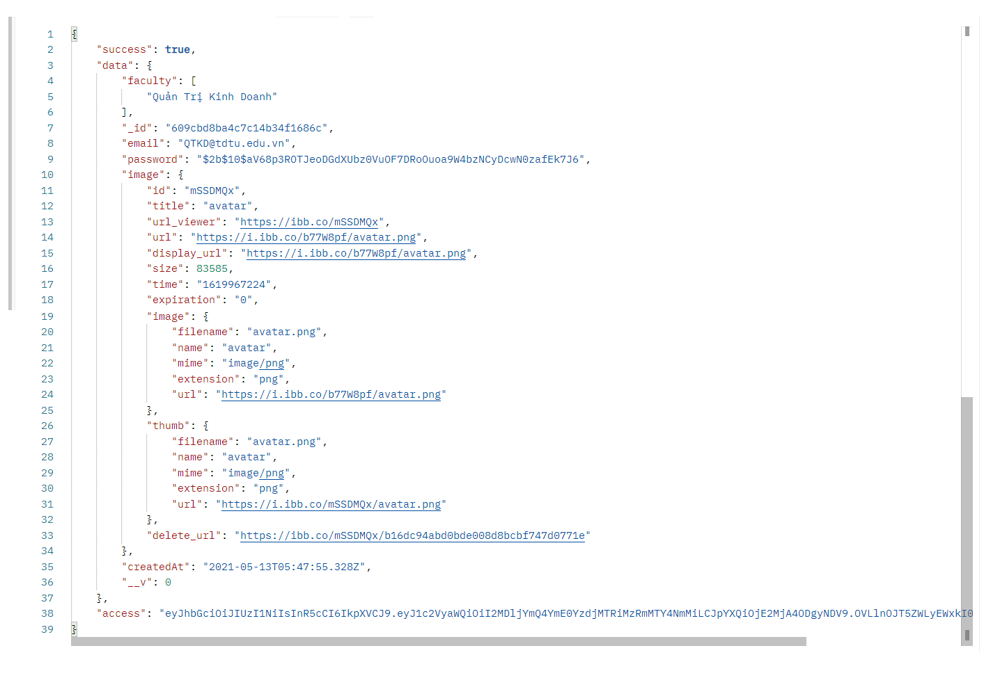 1 {
2 "success": true,
3 "data": {
4 "faculty": [
5 "Quản Trị Kinh Doanh"
6 ],
7 "_id": "609cbd8ba4c7c14b34f1686c",
8 "email": "QTKD@tdtu.edu.vn",
9 "password": "$2b$10$aV68p3ROTJeoDGdXUbz0VuOF7DRoOuoa9W4bzNCyDcwN0zafEk7J6",
10 "image": {
11 "id": "mSSDMQx",
12 "title": "avatar",
13 "url_viewer": "https://ibb.co/mSSDMQx",
14 "url": "https://i.ibb.co/b77W8pf/avatar.png",
15 "display_url": "https://i.ibb.co/b77W8pf/avatar.png",
16 "size": 83585,
17 "time": "1619967224",
18 "expiration": "0",
19 "image": {
20 "filename": "avatar.png",
21 "name": "avatar",
22 "mime": "image/png",
23 "extension": "png",
24 "url": "https://i.ibb.co/b77W8pf/avatar.png"
25 },
26 "thumb": {
27 "filename": "avatar.png",
28 "name": "avatar",
29 "mime": "image/png",
30 "extension": "png",
31 "url": "https://i.ibb.co/mSSDMQx/avatar.png"
32 },
33 "delete_url": "https://ibb.co/mSSDMQx/b16dc94abd0bde008d8bcbf747d0771e"
34 },
35 "createdAt": "2021-05-13T05:47:55.328Z",
36 "__v": 0
37 },
38 "access": "eyJhbGciOiJIUzI1NiIsInR5cCI6IkpXVCJ9.eyJ1c2VyaWQiOiI2MDljYmQ4YmE0YzdjMTRiMzRmMTY4NmMiLCJpYXQiOjE2MjA4ODgyNDV9.OVLlnOJT5ZWLyEWxkI0
39 }